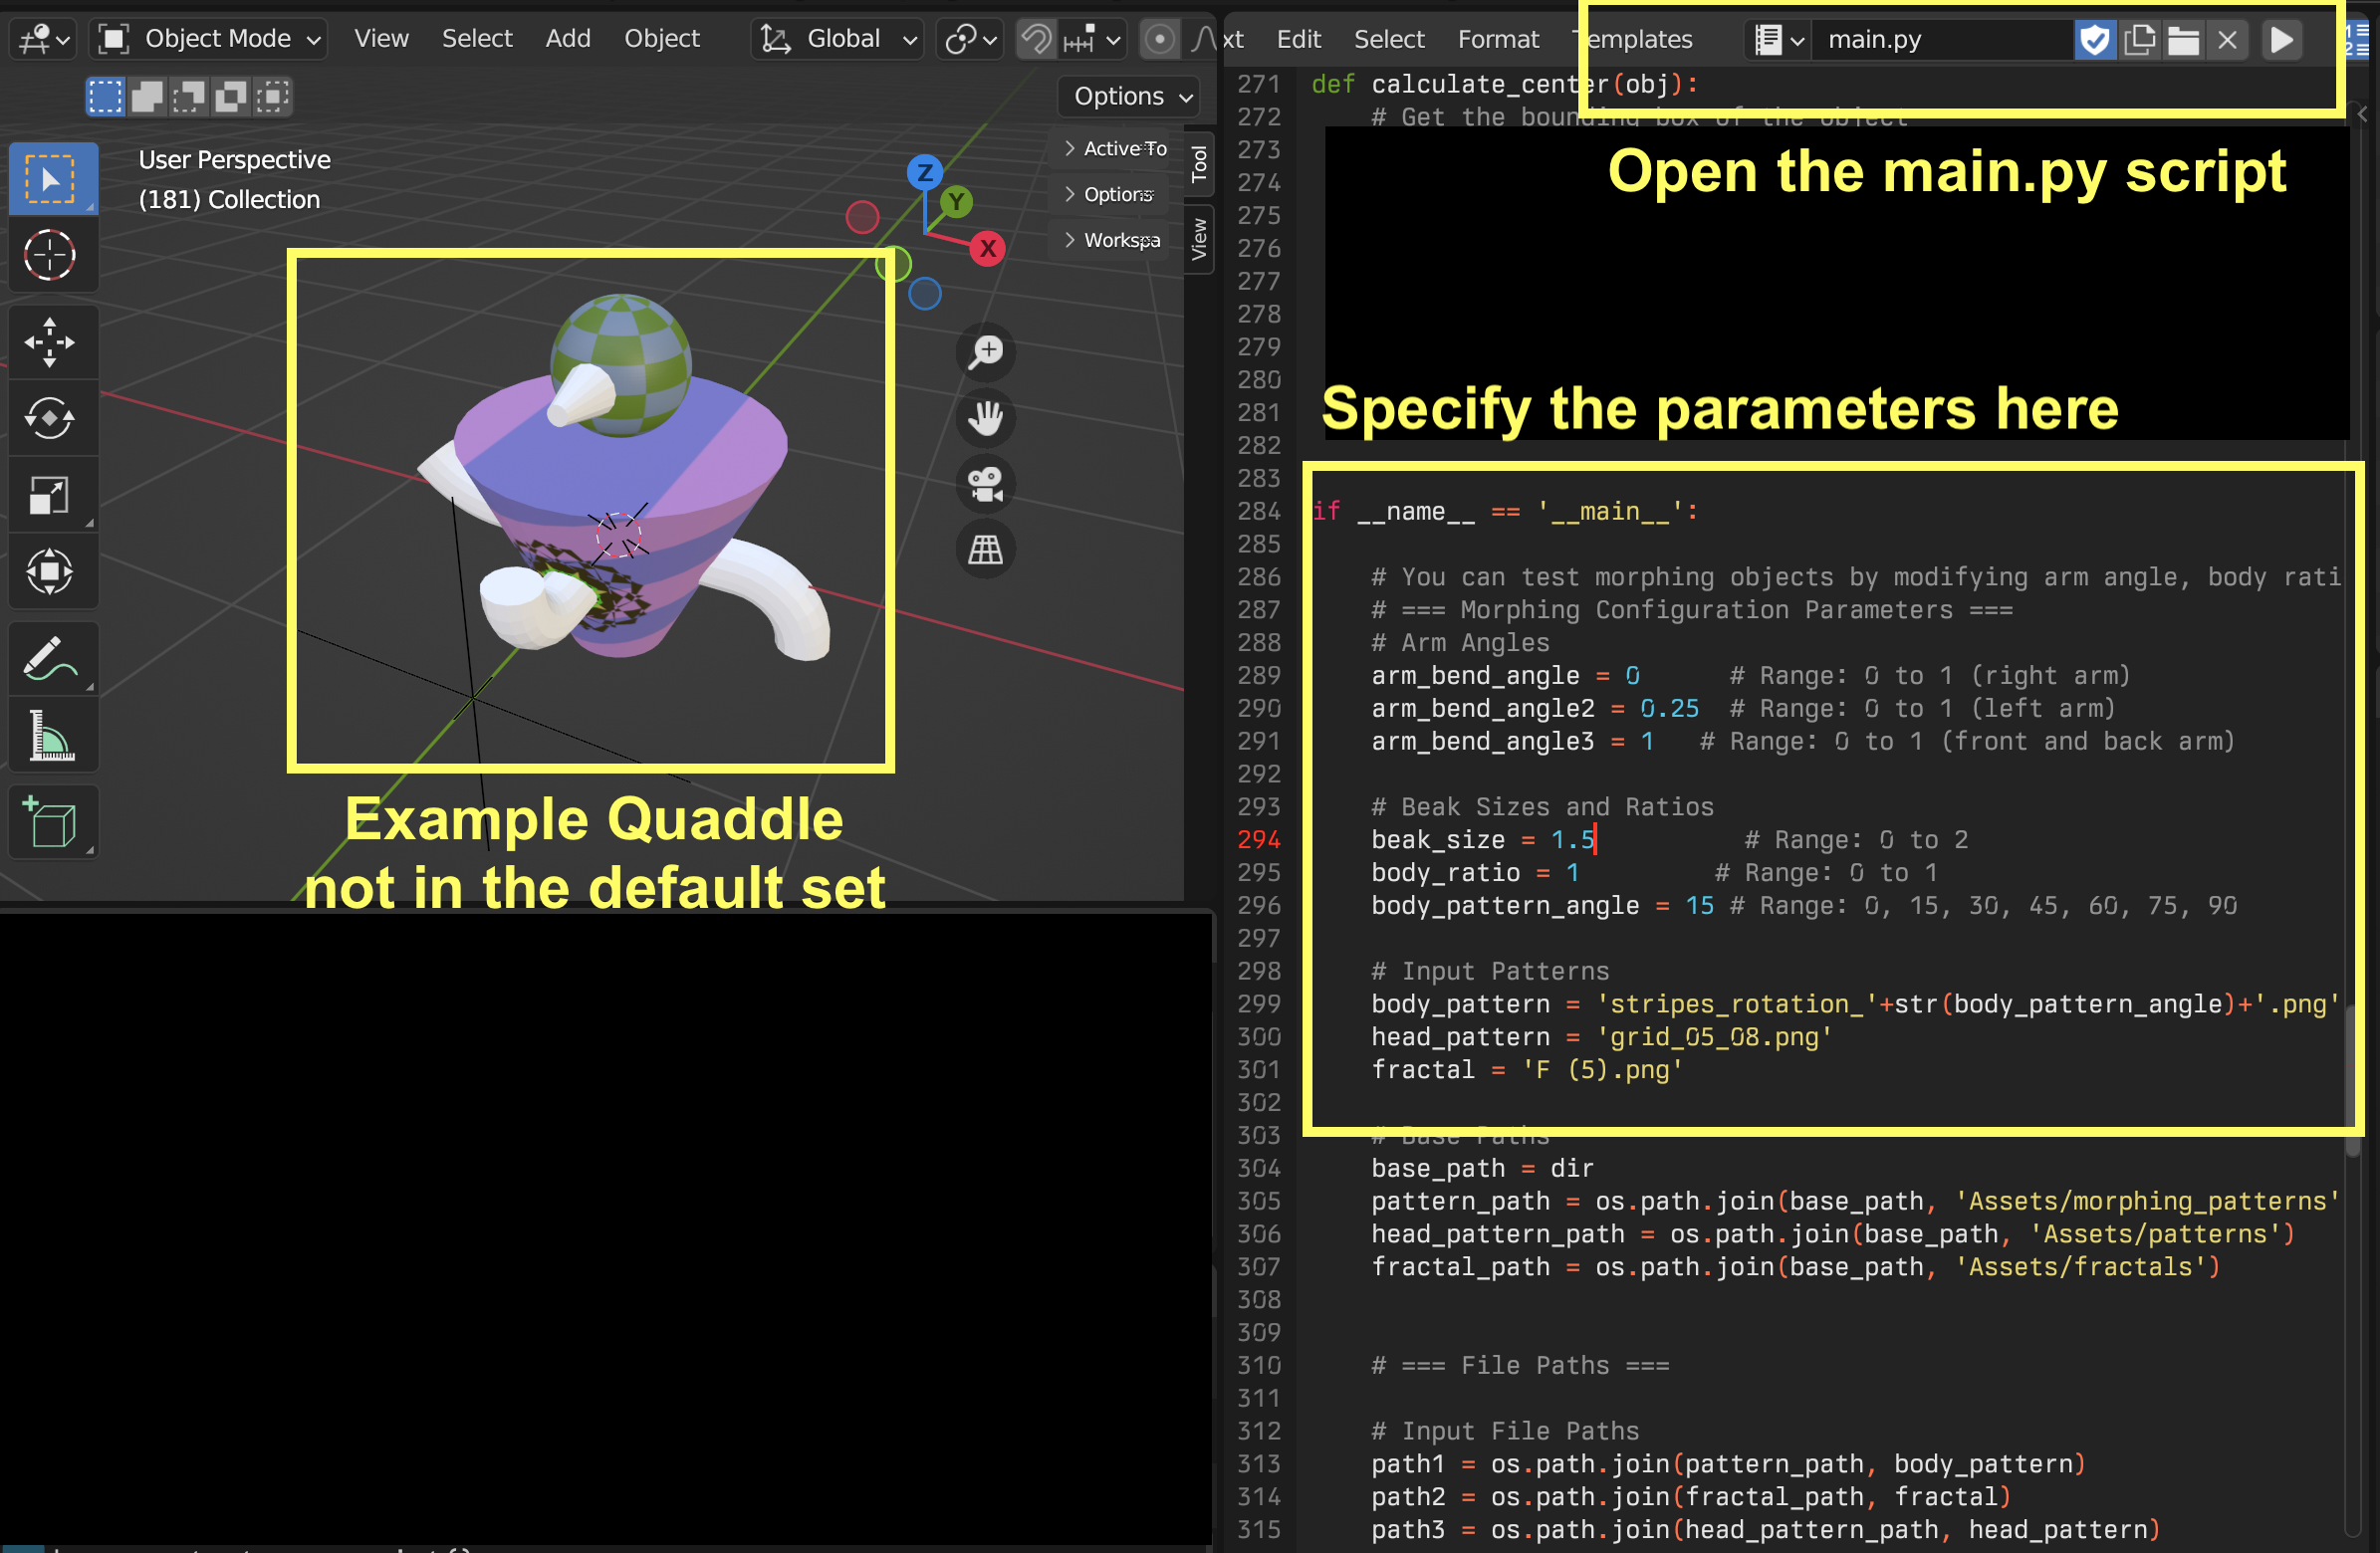 Object Mode View Select Add Object Global
Options
User Perspective
(181) Collection
Z
Y
X
Active To
Options
Workspa
Tool
View
Example Quaddle
not in the default set
xt Edit Select Format Templates main.py
Open the main.py script
Specify the parameters here
271 def calculate_center(obj):
272 # Get the bounding box of the object
273
274
275
276
277
278
279
280
281
282
283
284 if __name__ == '__main__':
285
286 # You can test morphing objects by modifying arm angle, body rati
287 # === Morphing Configuration Parameters ===
288 # Arm Angles
289 arm_bend_angle = 0 # Range: 0 to 1 (right arm)
290 arm_bend_angle2 = 0.25 # Range: 0 to 1 (left arm)
291 arm_bend_angle3 = 1 # Range: 0 to 1 (front and back arm)
292
293 # Beak Sizes and Ratios
294 beak_size = 1.5 # Range: 0 to 2
295 body_ratio = 1 # Range: 0 to 1
296 body_pattern_angle = 15 # Range: 0, 15, 30, 45, 60, 75, 90
297
298 # Input Patterns
299 body_pattern = 'stripes_rotation_'+str(body_pattern_angle)+'.png'
300 head_pattern = 'grid_05_08.png'
301 fractal = 'F (5).png'
302
303 # Base Paths
304 base_path = dir
305 pattern_path = os.path.join(base_path, 'Assets/morphing_patterns'
306 head_pattern_path = os.path.join(base_path, 'Assets/patterns')
307 fractal_path = os.path.join(base_path, 'Assets/fractals')
308
309
310 # === File Paths ===
311
312 # Input File Paths
313 path1 = os.path.join(pattern_path, body_pattern)
314 path2 = os.path.join(fractal_path, fractal)
315 path3 = os.path.join(head_pattern_path, head_pattern)